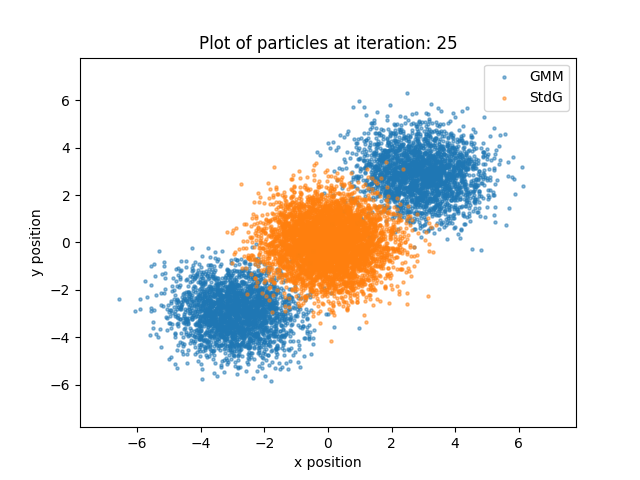 Plot of particles at iteration: 25
GMM
StdG
6
4
2
0
−2
−4
−6
y position
−6 −4 −2 0 2 4 6
x position